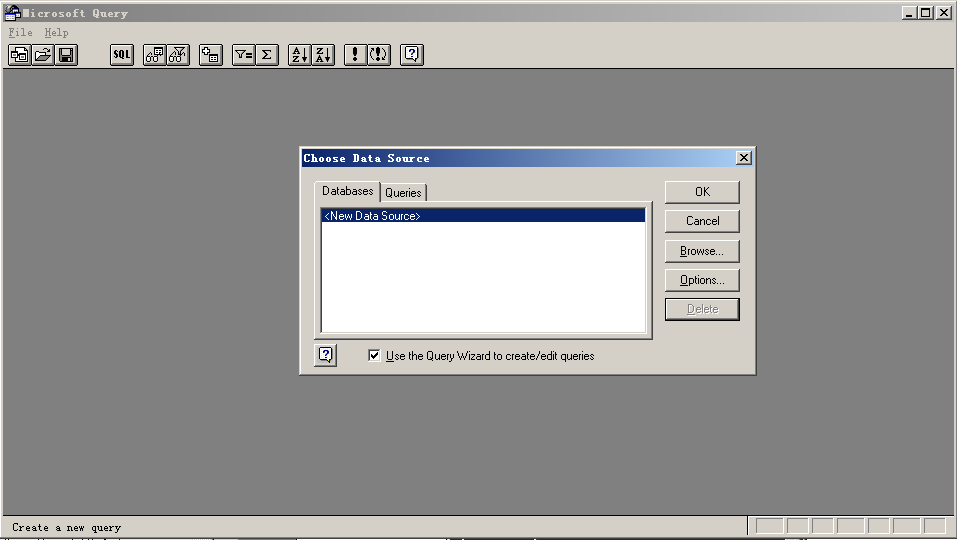 Microsoft Query
File Help
SQL
A Z Z A
Choose Data Source
Databases Queries
<New Data Source>
OK
Cancel
Browse...
Options...
Delete
Use the Query Wizard to create/edit queries
Create a new query